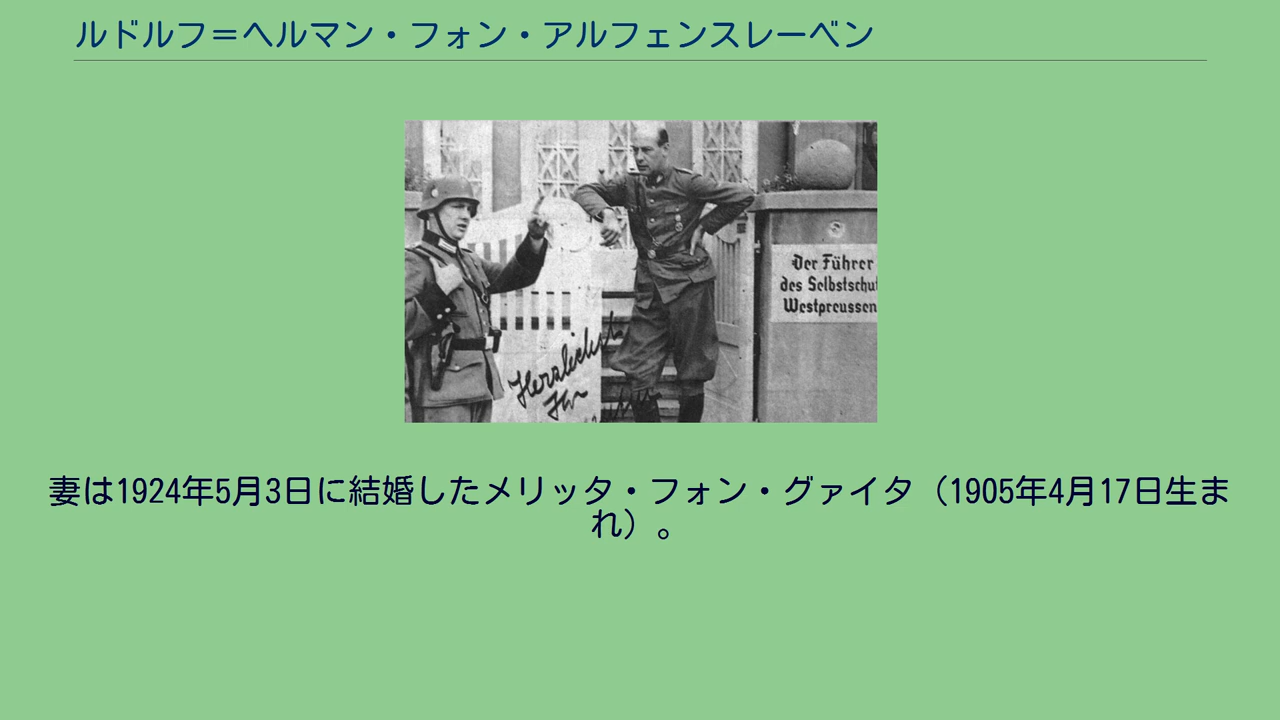 ルドルフ＝ヘルマン・フォン・アルフェンスレーベン
Der Führer
des Selbstschut
Westpreussen
Herzlichst
Ihr
妻は1924年5月3日に結婚したメリッタ・フォン・グァイタ（1905年4月17日生ま
れ）。